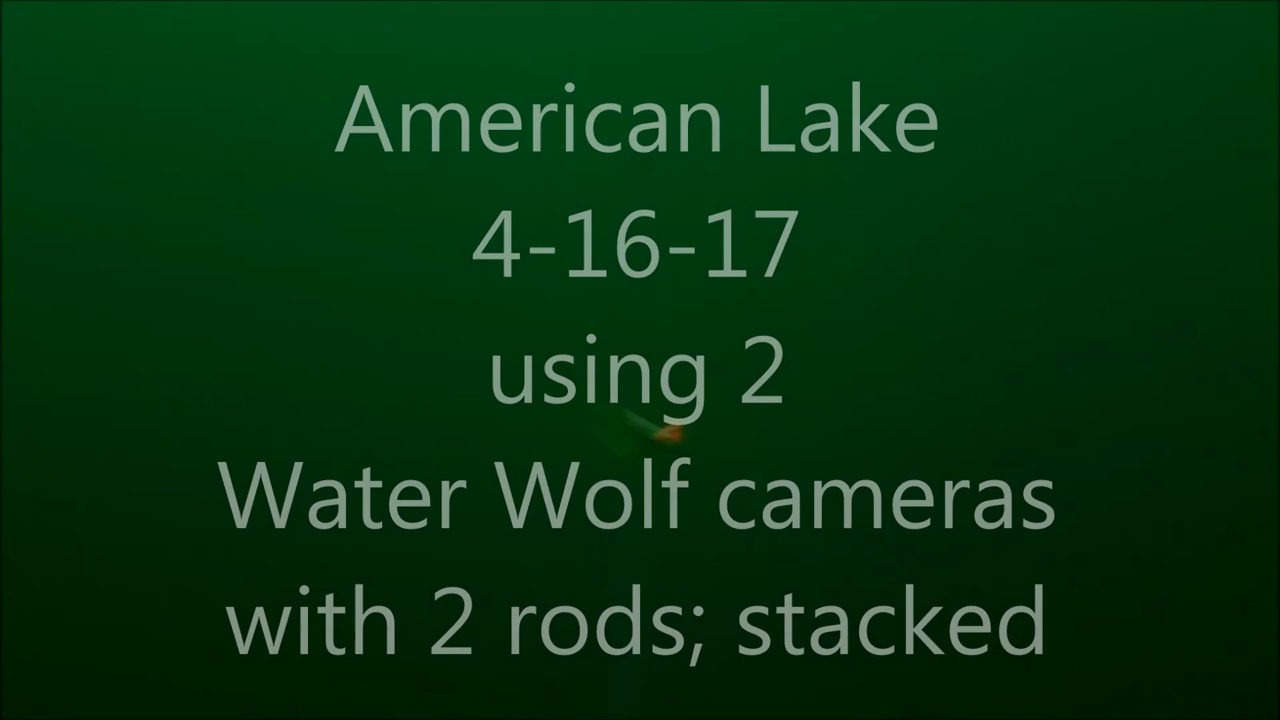 American Lake
4-16-17
using 2
Water Wolf cameras
with 2 rods; stacked